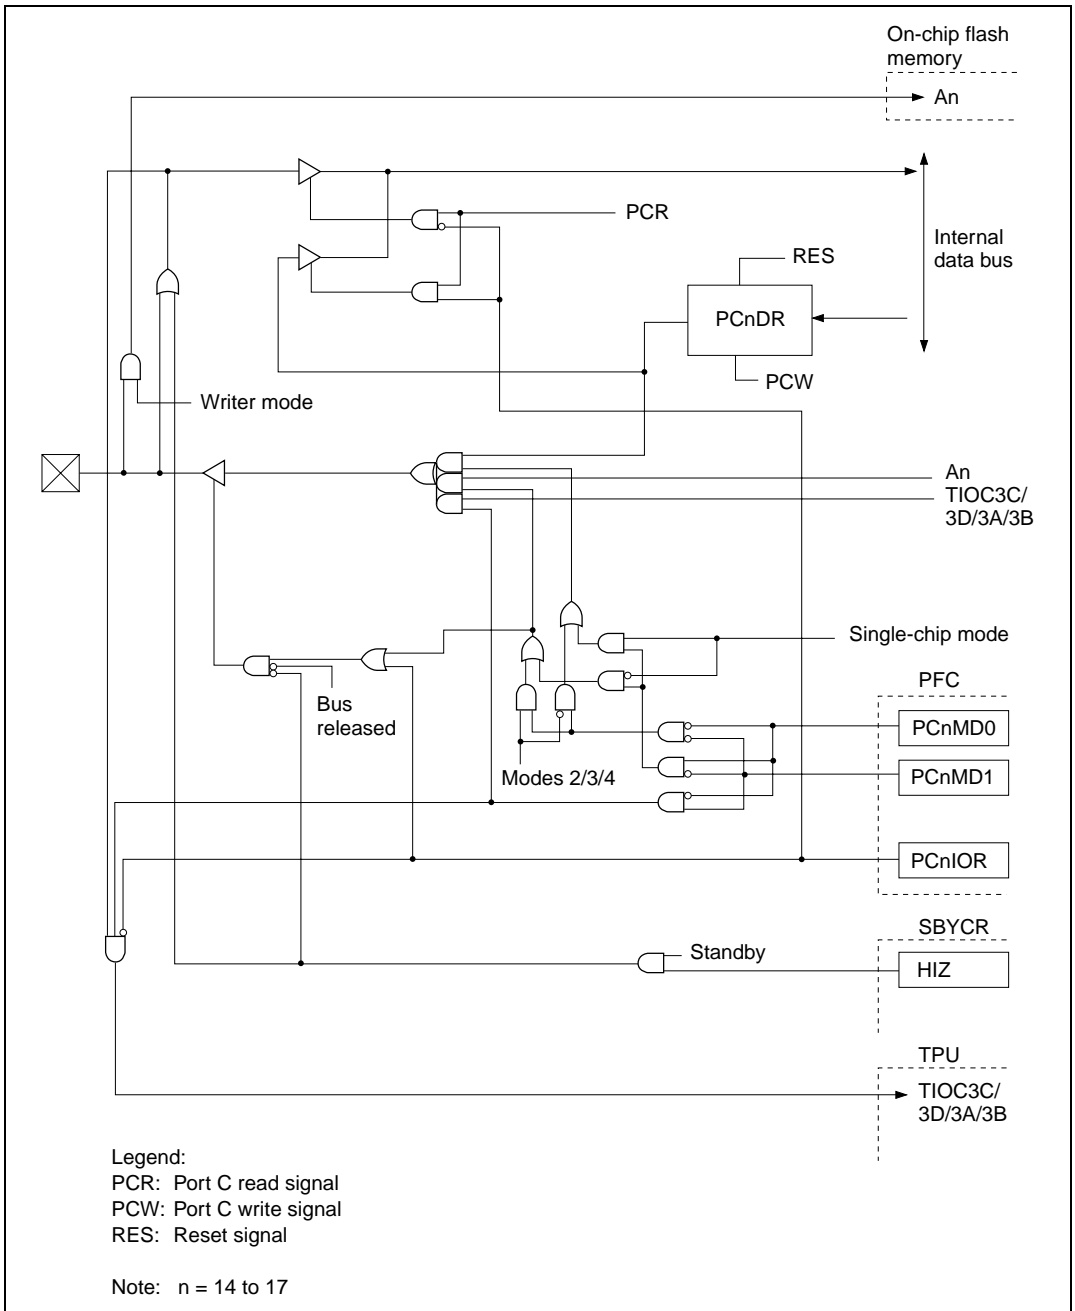 On-chip flash
memory
An
PCR
RES
Internal
data bus
PCnDR
PCW
Writer mode
An
TIOC3C/
3D/3A/3B
Single-chip mode
PFC
Bus
released
PCnMD0
Modes 2/3/4
PCnMD1
PCnIOR
SBYCR
Standby
HIZ
TPU
TIOC3C/
3D/3A/3B
Legend:
PCR: Port C read signal
PCW: Port C write signal
RES: Reset signal
Note: n = 14 to 17